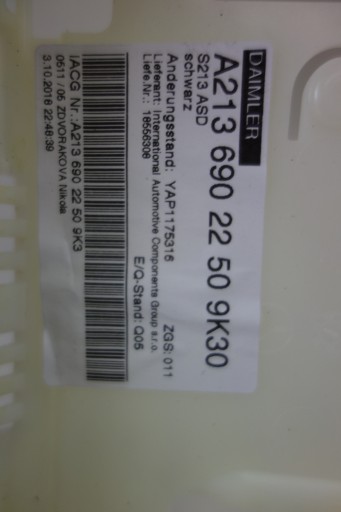 DAIMLER
A213 690 22 50 9K30
S213 ASD
schwarz
Änderungsstand: YAP1175316 ZGS: 011
Lieferant: International Automotive Components Group s.r.o.
Liefe.Nr.: 18556308
E/Q-Stand: Q05
IACG Nr.:A213 690 22 50 9K3
0511 / 05 ZDVORAKOVA Nikola
3.10.2016 22:48:39